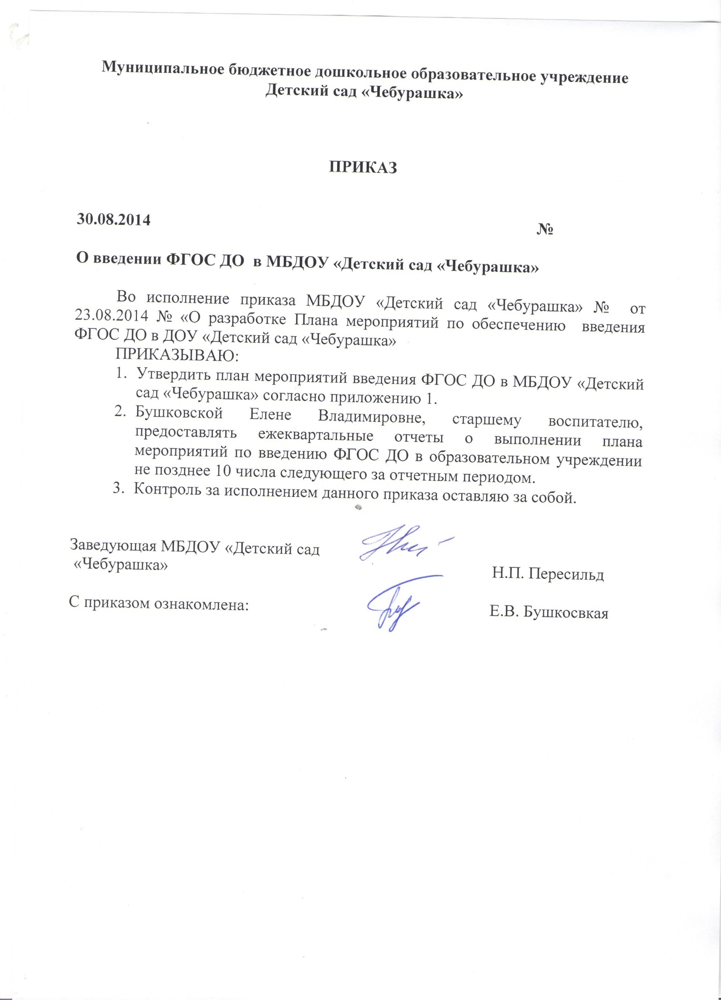 Муниципальное бюджетное дошкольное образовательное учреждение
Детский сад «Чебурашка»
ПРИКАЗ
30.08.2014 №
О введении ФГОС ДО в МБДОУ «Детский сад «Чебурашка»
Во исполнение приказа МБДОУ «Детский сад «Чебурашка» № от
23.08.2014 № «О разработке Плана мероприятий по обеспечению введения
ФГОС ДО в ДОУ «Детский сад «Чебурашка»
ПРИКАЗЫВАЮ:
1. Утвердить план мероприятий введения ФГОС ДО в МБДОУ «Детский
сад «Чебурашка» согласно приложению 1.
2. Бушковской Елене Владимировне, старшему воспитателю,
предоставлять ежеквартальные отчеты о выполнении плана
мероприятий по введению ФГОС ДО в образовательном учреждении
не позднее 10 числа следующего за отчетным периодом.
3. Контроль за исполнением данного приказа оставляю за собой.
Заведующая МБДОУ «Детский сад
«Чебурашка» Н.П. Пересильд
С приказом ознакомлена: Е.В. Бушкосвкая